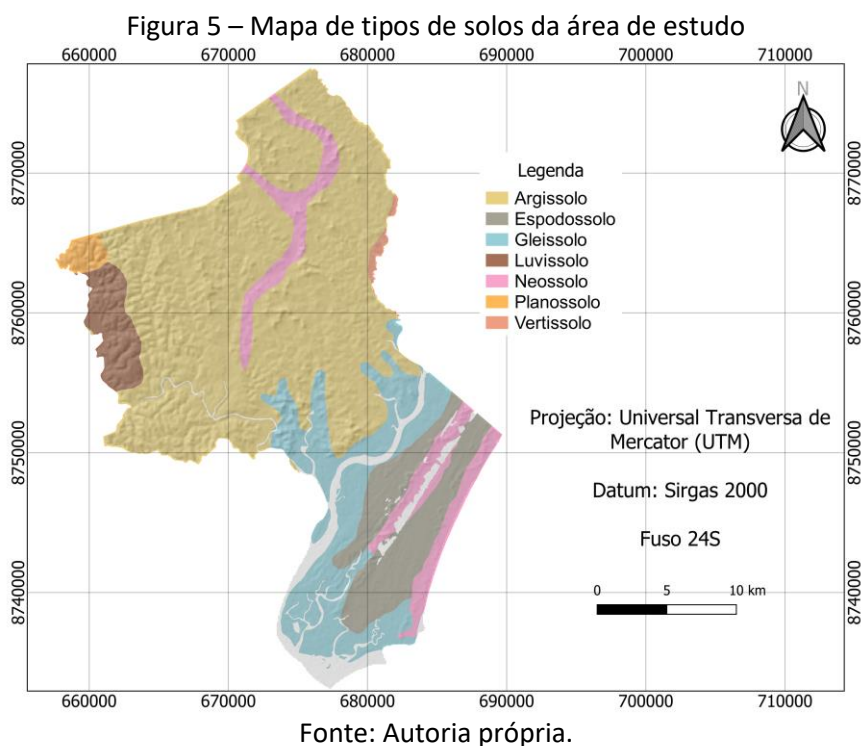 Figura 5 – Mapa de tipos de solos da área de estudo
660000 670000 680000 690000 700000 710000
N
8770000 8770000
Legenda
Argissolo
Espodossolo
Gleissolo
Luvissolo
Neossolo
Planossolo
Vertissolo
8760000 8760000
Projeção: Universal Transversa de
Mercator (UTM)
8750000 8750000
Datum: Sirgas 2000
Fuso 24S
0 5 10 km
8740000 8740000
660000 670000 680000 690000 700000 710000
Fonte: Autoria própria.